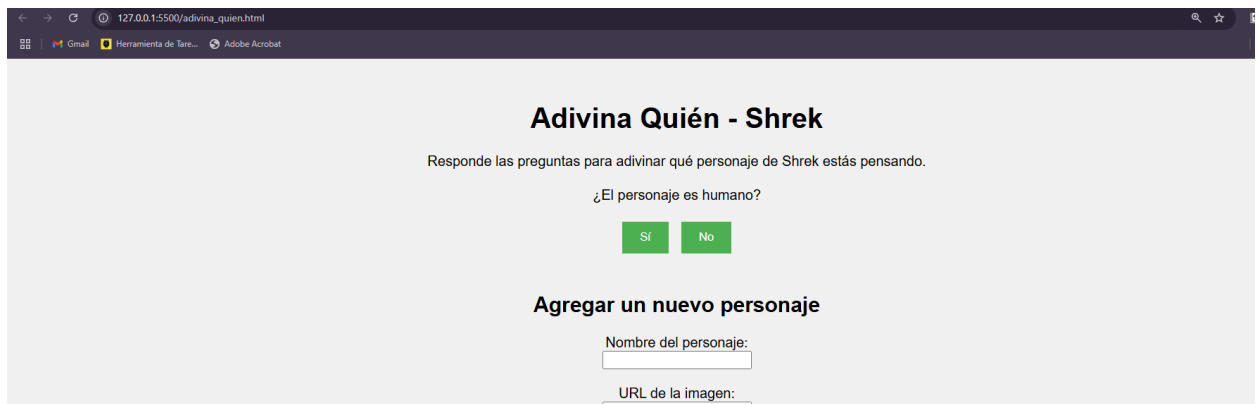 127.0.0.1:5500/adivina_quien.html
Gmail Herramienta de Tare... Adobe Acrobat
Adivina Quién - Shrek
Responde las preguntas para adivinar qué personaje de Shrek estás pensando.
¿El personaje es humano?
Sí No
Agregar un nuevo personaje
Nombre del personaje:
URL de la imagen: